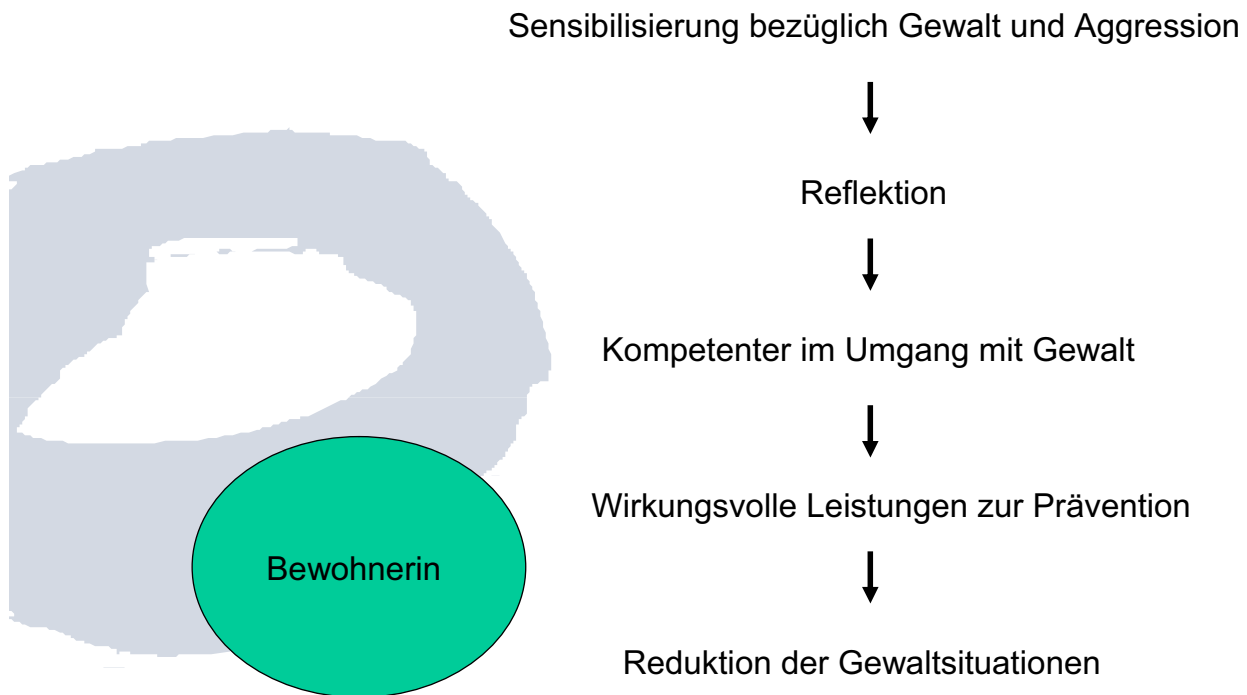 Sensibilisierung bezüglich Gewalt und Aggression
Reflektion
Kompetenter im Umgang mit Gewalt
Wirkungsvolle Leistungen zur Prävention
Bewohnerin
Reduktion der Gewaltsituationen